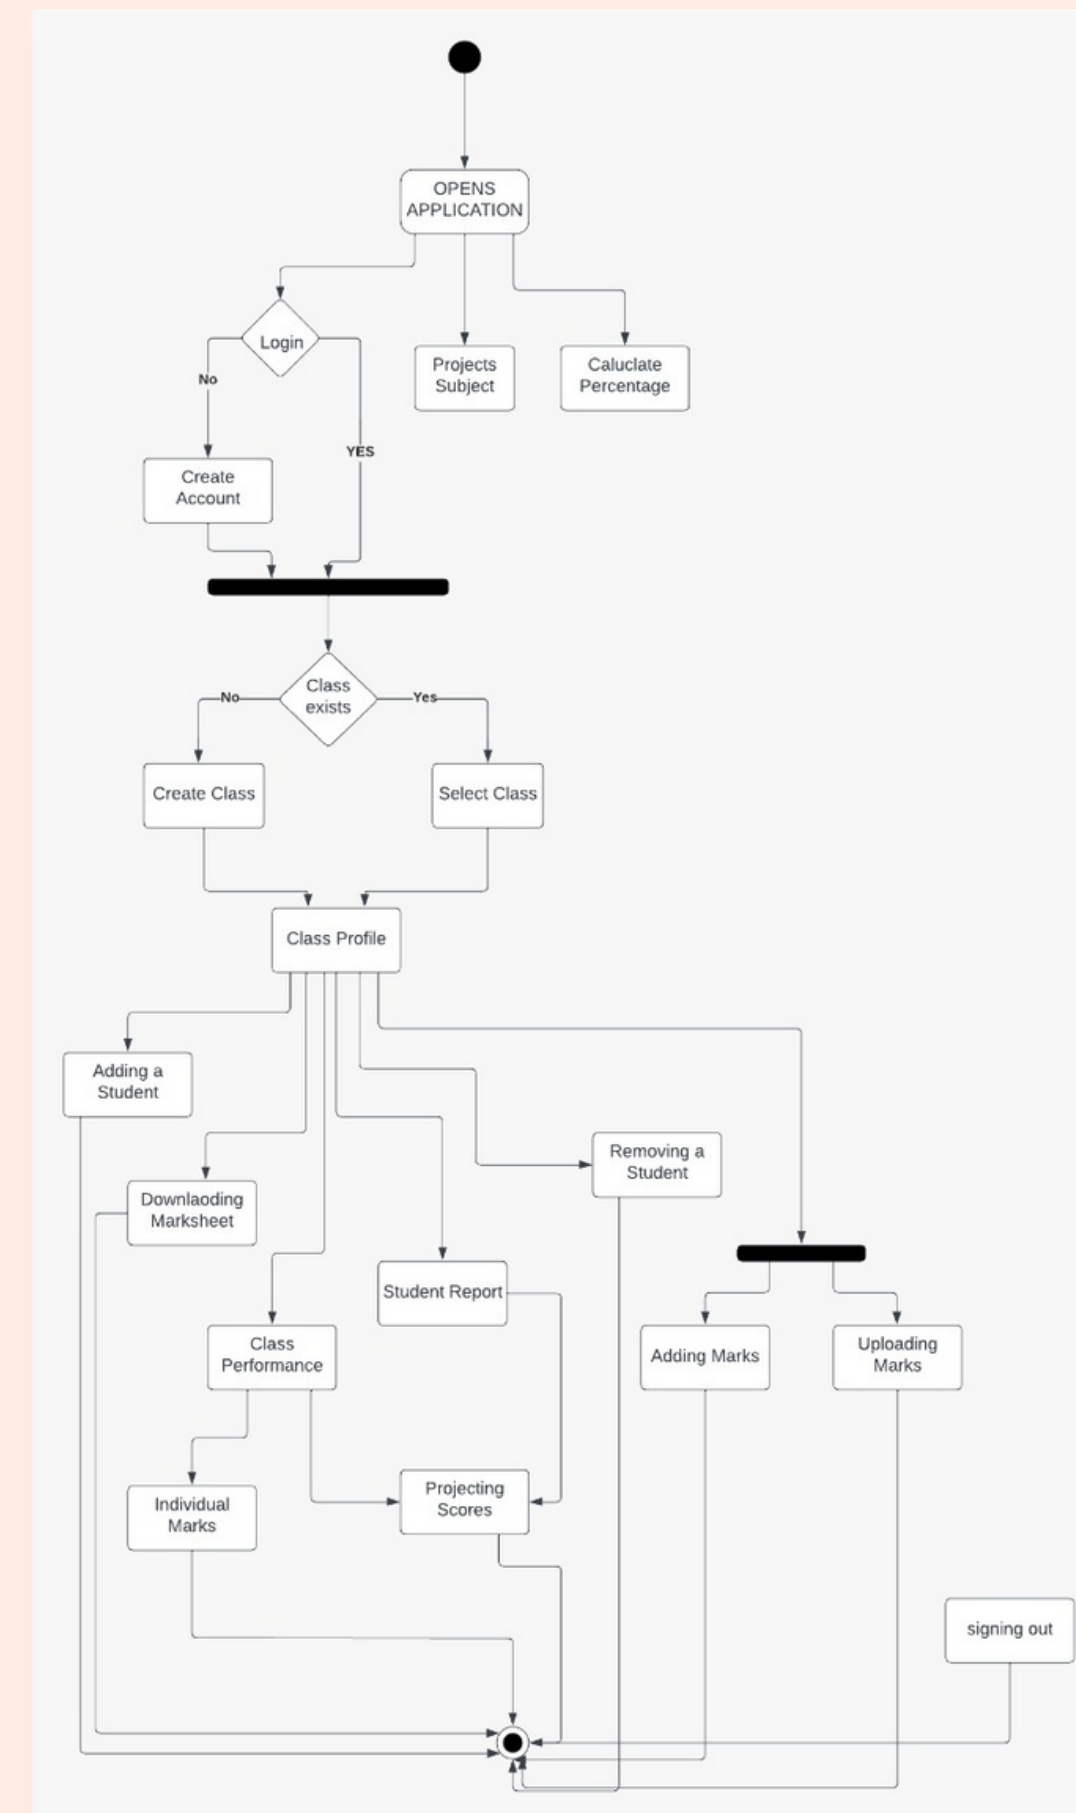 OPENS
APPLICATION
Login
Projects
Subject
Caluclate
Percentage
No
YES
Create
Account
Class
exists
No
Yes
Create Class
Select Class
Class Profile
Adding a
Student
Removing a
Student
Downlaoding
Marksheet
Student Report
Class
Performance
Adding Marks
Uploading
Marks
Projecting
Scores
Individual
Marks
signing out